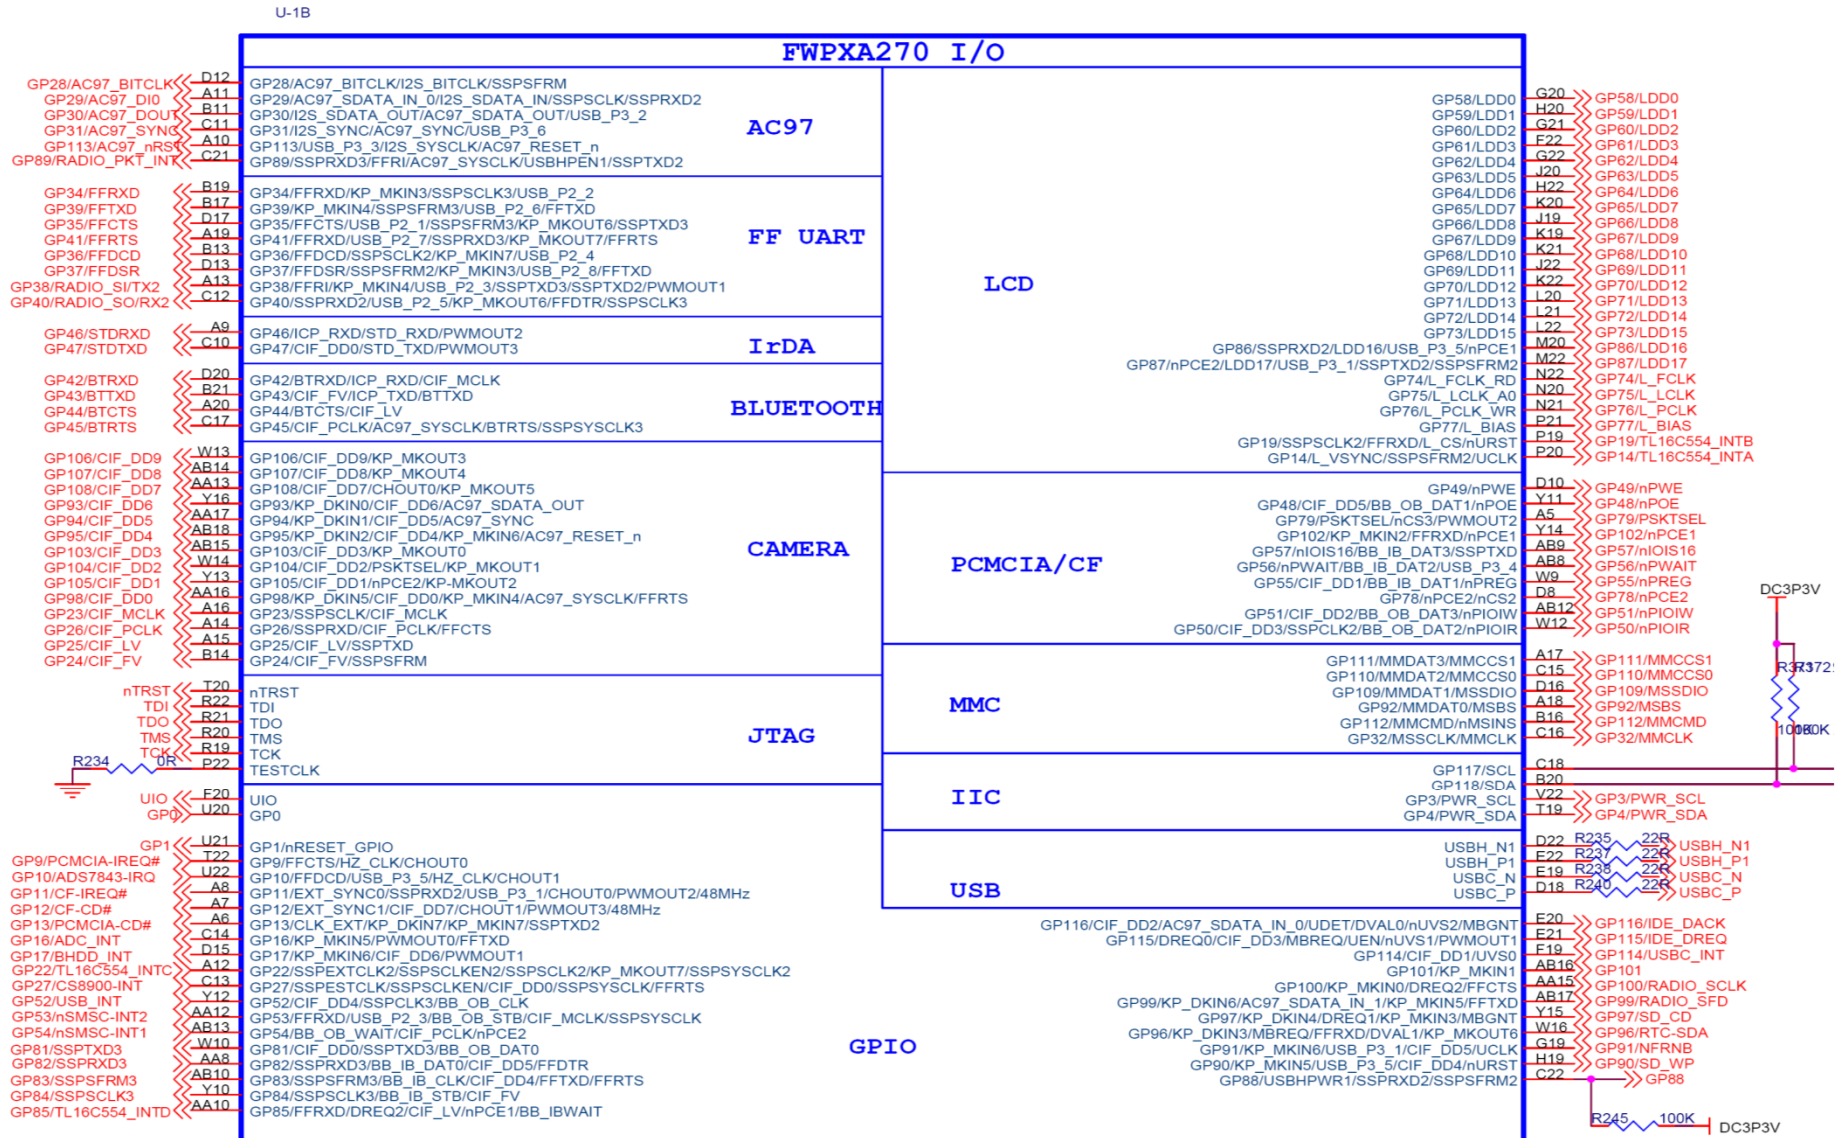 U-1B
FWPXA270 I/O
GP28/AC97_BITCLK D12 GP28/AC97_BITCLK/I2S_BITCLK/SSPSFRM
GP29/AC97_DI0 A11 GP29/AC97_SDATA_IN_0/I2S_SDATA_IN/SSPSCLK/SSPRXD2
GP30/AC97_DOUT B11 GP30/I2S_SDATA_OUT/AC97_SDATA_OUT/USB_P3_2
GP31/AC97_SYNC C11 GP31/I2S_SYNC/AC97_SYNC/USB_P3_6
GP113/AC97_nRST A10 GP113/USB_P3_3/I2S_SYSCLK/AC97_RESET_n
GP89/RADIO_PKT_INT C21 GP89/SSPRXD3/FFRI/AC97_SYSCLK/USBHPEN1/SSPTXD2
AC97
GP34/FFRXD B19 GP34/FFRXD/KP_MKIN3/SSPSCLK3/USB_P2_2
GP39/FFTXD B17 GP39/KP_MKIN4/SSPSFRM3/USB_P2_6/FFTXD
GP35/FFCTS D17 GP35/FFCTS/USB_P2_1/SSPSFRM3/KP_MKOUT6/SSPTXD3
GP41/FFRTS A19 GP41/FFRXD/USB_P2_7/SSPRXD3/KP_MKOUT7/FFRTS
GP36/FFDCD B13 GP36/FFDCD/SSPSCLK2/KP_MKIN7/USB_P2_4
GP37/FFDSR D13 GP37/FFDSR/SSPSFRM2/KP_MKIN3/USB_P2_8/FFTXD
GP38/RADIO_SI/TX2 A13 GP38/FFRI/KP_MKIN4/USB_P2_3/SSPTXD3/SSPTXD2/PWMOUT1
GP40/RADIO_SO/RX2 C12 GP40/SSPRXD2/USB_P2_5/KP_MKOUT6/FFDTR/SSPSCLK3
FF UART
GP46/STDRXD A9 GP46/ICP_RXD/STD_RXD/PWMOUT2
GP47/STDTXD C10 GP47/CIF_DD0/STD_TXD/PWMOUT3
IrDA
GP42/BTRXD D20 GP42/BTRXD/ICP_RXD/CIF_MCLK
GP43/BTTXD B21 GP43/CIF_FV/ICP_TXD/BTTXD
GP44/BTCTS A20 GP44/BTCTS/CIF_LV
GP45/BTRTS C17 GP45/CIF_PCLK/AC97_SYSCLK/BTRTS/SSPSYSCLK3
BLUETOOTH
GP106/CIF_DD9 W13 GP106/CIF_DD9/KP_MKOUT3
GP107/CIF_DD8 AB14 GP107/CIF_DD8/KP_MKOUT4
GP108/CIF_DD7 AA13 GP108/CIF_DD7/CHOUT0/KP_MKOUT5
GP93/CIF_DD6 Y16 GP93/KP_DKIN0/CIF_DD6/AC97_SDATA_OUT
GP94/CIF_DD5 AA17 GP94/KP_DKIN1/CIF_DD5/AC97_SYNC
GP95/CIF_DD4 AB18 GP95/KP_DKIN2/CIF_DD4/KP_MKIN6/AC97_RESET_n
GP103/CIF_DD3 AB15 GP103/CIF_DD3/KP_MKOUT0
GP104/CIF_DD2 W14 GP104/CIF_DD2/PSKTSEL/KP_MKOUT1
GP105/CIF_DD1 Y13 GP105/CIF_DD1/nPCE2/KP-MKOUT2
GP98/CIF_DD0 AA16 GP98/KP_DKIN5/CIF_DD0/KP_MKIN4/AC97_SYSCLK/FFRTS
GP23/CIF_MCLK A16 GP23/SSPSCLK/CIF_MCLK
GP26/CIF_PCLK A14 GP26/SSPRXD/CIF_PCLK/FFCTS
GP25/CIF_LV A15 GP25/CIF_LV/SSPTXD
GP24/CIF_FV B14 GP24/CIF_FV/SSPSFRM
CAMERA
nTRST T20 nTRST
TDI R22 TDI
TDO R21 TDO
TMS R20 TMS
TCK R19 TCK
R234 0R P22 TESTCLK
JTAG
UIO F20 UIO
GP0 U20 GP0
GP1 U21 GP1/nRESET_GPIO
GP9/PCMCIA-IREQ# T22 GP9/FFCTS/HZ_CLK/CHOUT0
GP10/ADS7843-IRQ U22 GP10/FFDCD/USB_P3_5/HZ_CLK/CHOUT1
GP11/CF-IREQ# A8 GP11/EXT_SYNC0/SSPRXD2/USB_P3_1/CHOUT0/PWMOUT2/48MHz
GP12/CF-CD# A7 GP12/EXT_SYNC1/CIF_DD7/CHOUT1/PWMOUT3/48MHz
GP13/PCMCIA-CD# A6 GP13/CLK_EXT/KP_DKIN7/KP_MKIN7/SSPTXD2
GP16/ADC_INT C14 GP16/KP_MKIN5/PWMOUT0/FFTXD
GP17/BHDD_INT D15 GP17/KP_MKIN6/CIF_DD6/PWMOUT1
GP22/TL16C554_INTC A12 GP22/SSPEXTCLK2/SSPSCLKEN2/SSPSCLK2/KP_MKOUT7/SSPSYSCLK2
GP27/CS8900-INT C13 GP27/SSPESTCLK/SSPSCLKEN/CIF_DD0/SSPSYSCLK/FFRTS
GP52/USB_INT Y12 GP52/CIF_DD4/SSPCLK3/BB_OB_CLK
GP53/nSMSC-INT2 AA12 GP53/FFRXD/USB_P2_3/BB_OB_STB/CIF_MCLK/SSPSYSCLK
GP54/nSMSC-INT1 AB13 GP54/BB_OB_WAIT/CIF_PCLK/nPCE2
GP81/SSPTXD3 W10 GP81/CIF_DD0/SSPTXD3/BB_OB_DAT0
GP82/SSPRXD3 AA8 GP82/SSPRXD3/BB_IB_DAT0/CIF_DD5/FFDTR
GP83/SSPSFRM3 AB10 GP83/SSPSFRM3/BB_IB_CLK/CIF_DD4/FFTXD/FFRTS
GP84/SSPSCLK3 Y10 GP84/SSPSCLK3/BB_IB_STB/CIF_FV
GP85/TL16C554_INTD AA10 GP85/FFRXD/DREQ2/CIF_LV/nPCE1/BB_IBWAIT
GPIO
GP58/LDD0 G20 GP58/LDD0
GP59/LDD1 H20 GP59/LDD1
GP60/LDD2 G21 GP60/LDD2
GP61/LDD3 F22 GP61/LDD3
GP62/LDD4 G22 GP62/LDD4
GP63/LDD5 J20 GP63/LDD5
GP64/LDD6 H22 GP64/LDD6
GP65/LDD7 K20 GP65/LDD7
GP66/LDD8 J19 GP66/LDD8
GP67/LDD9 K19 GP67/LDD9
GP68/LDD10 K21 GP68/LDD10
GP69/LDD11 J22 GP69/LDD11
GP70/LDD12 K22 GP70/LDD12
GP71/LDD13 L20 GP71/LDD13
GP72/LDD14 L21 GP72/LDD14
GP73/LDD15 L22 GP73/LDD15
GP86/SSPRXD2/LDD16/USB_P3_5/nPCE1 M20 GP86/LDD16
GP87/nPCE2/LDD17/USB_P3_1/SSPTXD2/SSPSFRM2 M22 GP87/LDD17
GP74/L_FCLK_RD N22 GP74/L_FCLK
GP75/L_LCLK_A0 N20 GP75/L_LCLK
GP76/L_PCLK_WR N21 GP76/L_PCLK
GP77/L_BIAS P21 GP77/L_BIAS
GP19/SSPSCLK2/FFRXD/L_CS/nURST P19 GP19/TL16C554_INTB
GP14/L_VSYNC/SSPSFRM2/UCLK P20 GP14/TL16C554_INTA
LCD
GP49/nPWE D10 GP49/nPWE
GP48/CIF_DD5/BB_OB_DAT1/nPOE Y11 GP48/nPOE
GP79/PSKTSEL/nCS3/PWMOUT2 A5 GP79/PSKTSEL
GP102/KP_MKIN2/FFRXD/nPCE1 Y14 GP102/nPCE1
GP57/nIOIS16/BB_IB_DAT3/SSPTXD AB9 GP57/nIOIS16
GP56/nPWAIT/BB_IB_DAT2/USB_P3_4 AB8 GP56/nPWAIT
GP55/CIF_DD1/BB_IB_DAT1/nPREG W9 GP55/nPREG
GP78/nPCE2/nCS2 D8 GP78/nPCE2
GP51/CIF_DD2/BB_OB_DAT3/nPIOIW AB12 GP51/nPIOIW
GP50/CIF_DD3/SSPCLK2/BB_OB_DAT2/nPIOIR W12 GP50/nPIOIR
PCMCIA/CF
DC3P3V
GP111/MMDAT3/MMCCS1 A17 GP111/MMCCS1
GP110/MMDAT2/MMCCS0 C15 GP110/MMCCS0
GP109/MMDAT1/MSSDIO D16 GP109/MSSDIO
GP92/MMDAT0/MSBS A18 GP92/MSBS
GP112/MMCMD/nMSINS B16 GP112/MMCMD
GP32/MSSCLK/MMCLK C16 GP32/MMCLK
MMC
GP117/SCL C18
GP118/SDA B20
GP3/PWR_SCL V22 GP3/PWR_SCL
GP4/PWR_SDA T19 GP4/PWR_SDA
IIC
USBH_N1 D22 R235 22R USBH_N1
USBH_P1 E22 R237 22R USBH_P1
USBC_N E19 R238 22R USBC_N
USBC_P D18 R240 22R USBC_P
USB
GP116/CIF_DD2/AC97_SDATA_IN_0/UDET/DVAL0/nUVS2/MBGNT E20 GP116/IDE_DACK
GP115/DREQ0/CIF_DD3/MBREQ/UEN/nUVS1/PWMOUT1 E21 GP115/IDE_DREQ
GP114/CIF_DD1/UVS0 F19 GP114/USBC_INT
GP101/KP_MKIN1 AB16 GP101
GP100/KP_MKIN0/DREQ2/FFCTS AA15 GP100/RADIO_SCLK
GP99/KP_DKIN6/AC97_SDATA_IN_1/KP_MKIN5/FFTXD AB17 GP99/RADIO_SFD
GP97/KP_DKIN4/DREQ1/KP_MKIN3/MBGNT Y15 GP97/SD_CD
GP96/KP_DKIN3/MBREQ/FFRXD/DVAL1/KP_MKOUT6 W16 GP96/RTC-SDA
GP91/KP_MKIN6/USB_P3_1/CIF_DD5/UCLK G19 GP91/NFRNB
GP90/KP_MKIN5/USB_P3_5/CIF_DD4/nURST H19 GP90/SD_WP
GP88/USBHPWR1/SSPRXD2/SSPSFRM2 C22 GP88
R245 100K DC3P3V